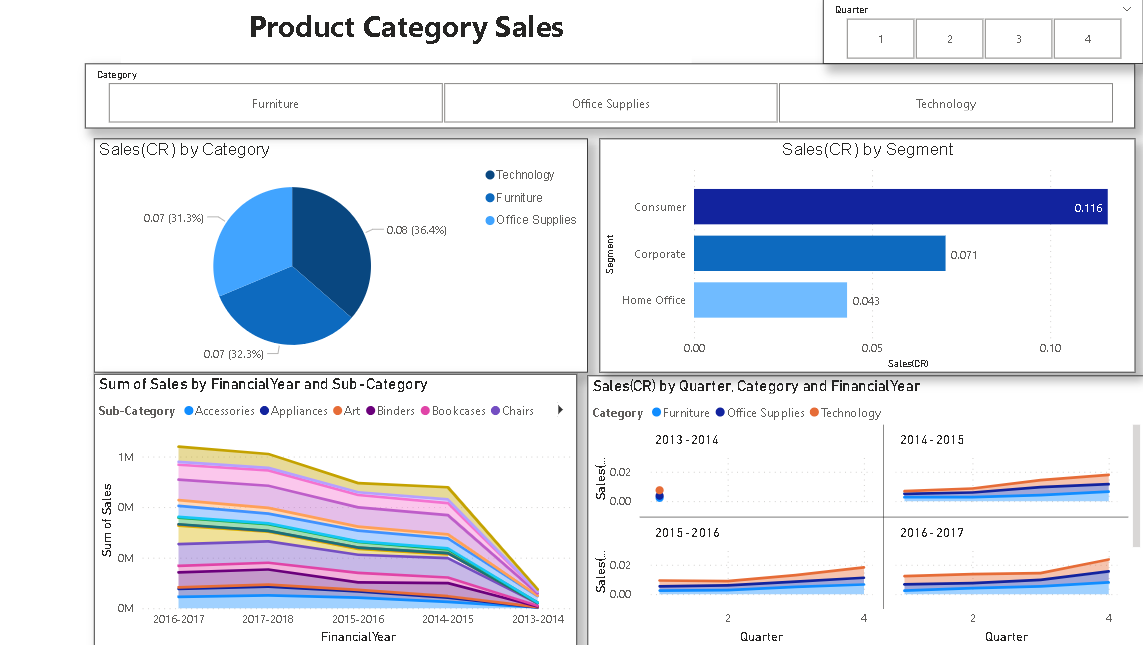 Product Category Sales
Quarter
1
2
3
4
Category
Furniture
Office Supplies
Technology
Sales(CR) by Category
Technology
Furniture
Office Supplies
0.07 (31.3%)
0.08 (36.4%)
0.07 (32.3%)
Sales(CR) by Segment
Segment
Consumer
0.116
Corporate
0.071
Home Office
0.043
0.00
0.05
0.10
Sales(CR)
Sum of Sales by FinancialYear and Sub-Category
Sub-Category
Accessories
Appliances
Art
Binders
Bookcases
Chairs
Sum of Sales
1M
0M
0M
0M
2016-2017
2017-2018
2015-2016
2014-2015
2013-2014
FinancialYear
Sales(CR) by Quarter, Category and FinancialYear
Category
Furniture
Office Supplies
Technology
2013-2014
2014-2015
Sales(...
0.02
0.00
2015-2016
2016-2017
Sales(...
0.02
0.00
2
4
2
4
Quarter
Quarter